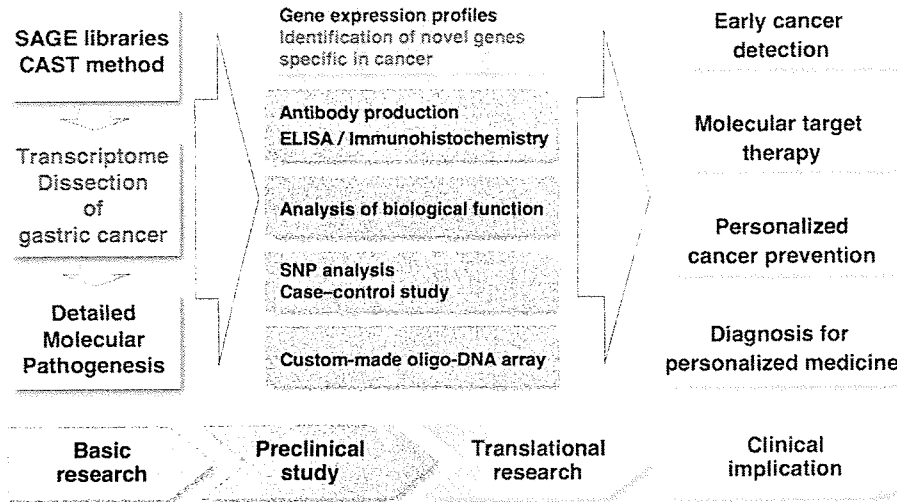 SAGE libraries
CAST method
Transcriptome
Dissection
of
gastric cancer
Detailed
Molecular
Pathogenesis
Gene expression profiles
Identification of novel genes
specific in cancer
Antibody production
ELISA / Immunohistochemistry
Analysis of biological function
SNP analysis
Case–control study
Custom-made oligo-DNA array
Early cancer
detection
Molecular target
therapy
Personalized
cancer prevention
Diagnosis for
personalized medicine
Basic
research
Preclinical
study
Translational
research
Clinical
implication